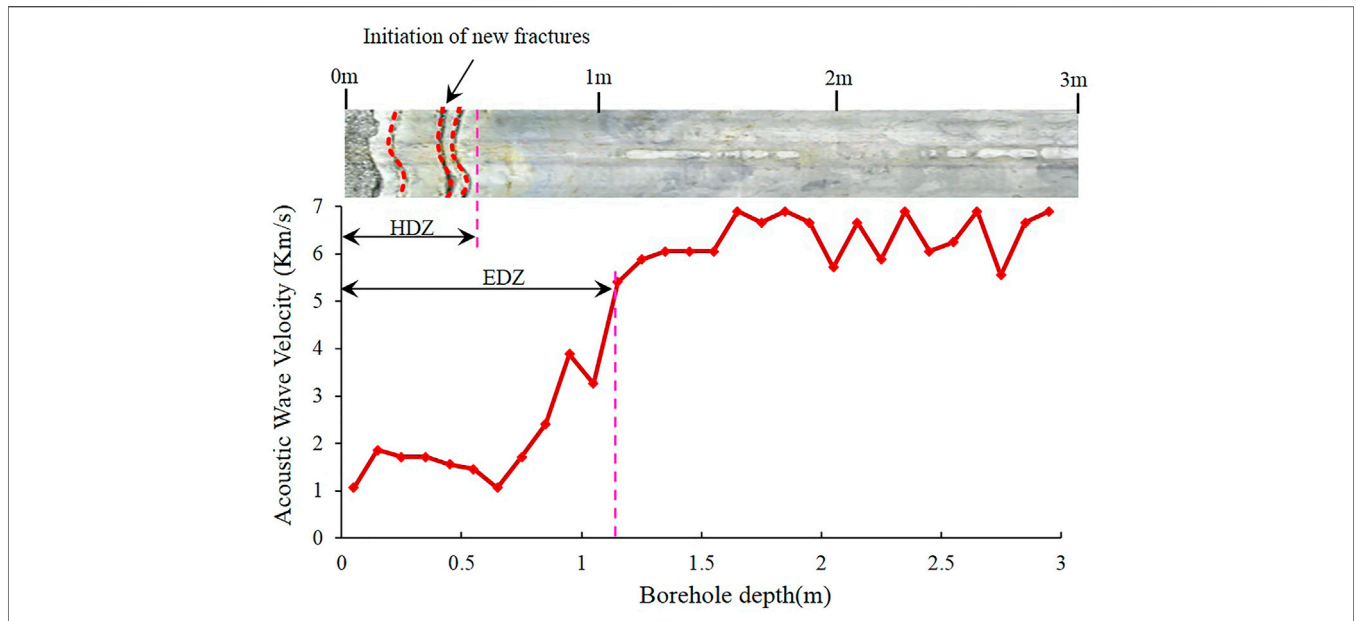 Initiation of new fractures
0m
1m
2m
3m
HDZ
EDZ
Acoustic Wave Velocity (Km/s)
7
6
5
4
3
2
1
0
0
0.5
1
1.5
2
2.5
3
Borehole depth(m)